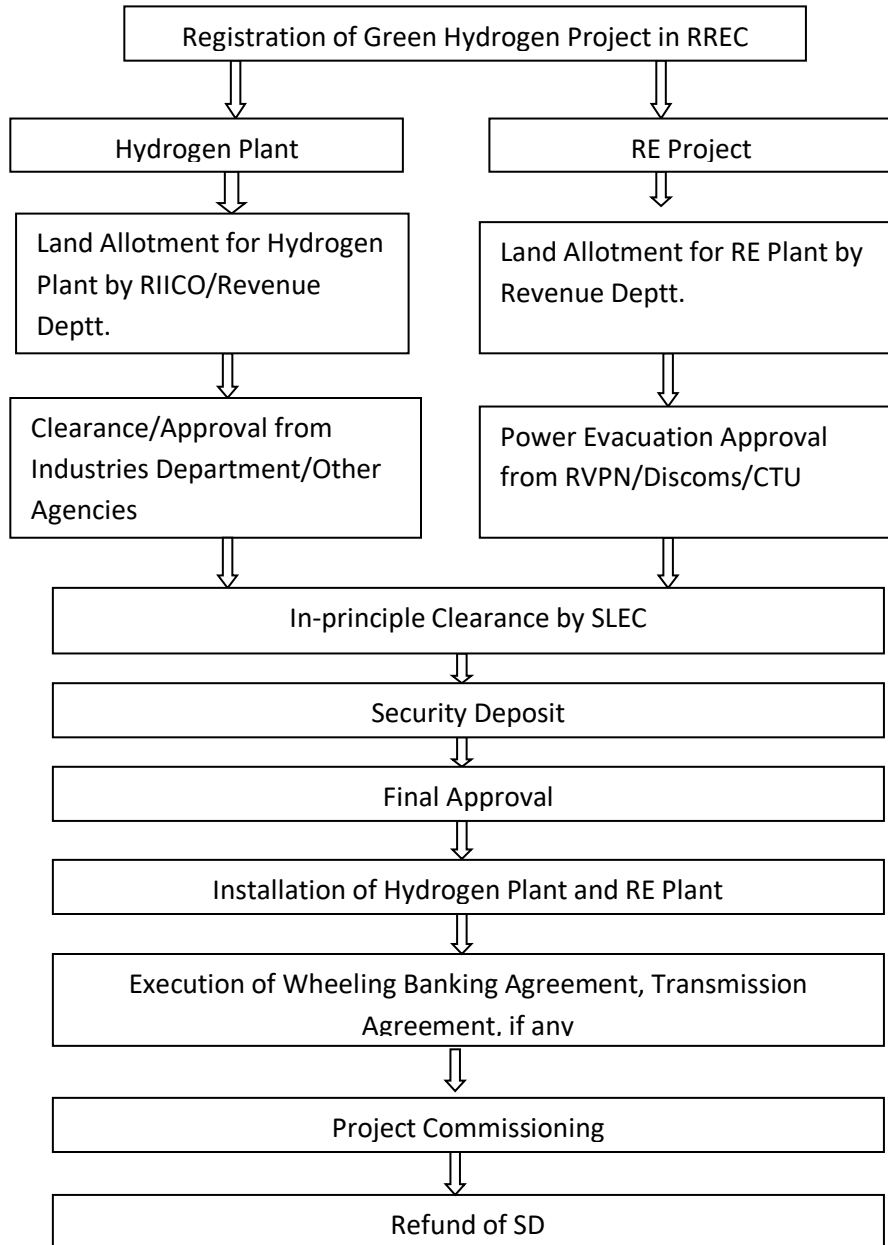 Registration of Green Hydrogen Project in RREC
Hydrogen Plant
RE Project
Land Allotment for Hydrogen
Plant by RIICO/Revenue
Deptt.
Land Allotment for RE Plant by
Revenue Deptt.
Clearance/Approval from
Industries Department/Other
Agencies
Power Evacuation Approval
from RVPN/Discoms/CTU
In-principle Clearance by SLEC
Security Deposit
Final Approval
Installation of Hydrogen Plant and RE Plant
Execution of Wheeling Banking Agreement, Transmission
Agreement, if any
Project Commissioning
Refund of SD